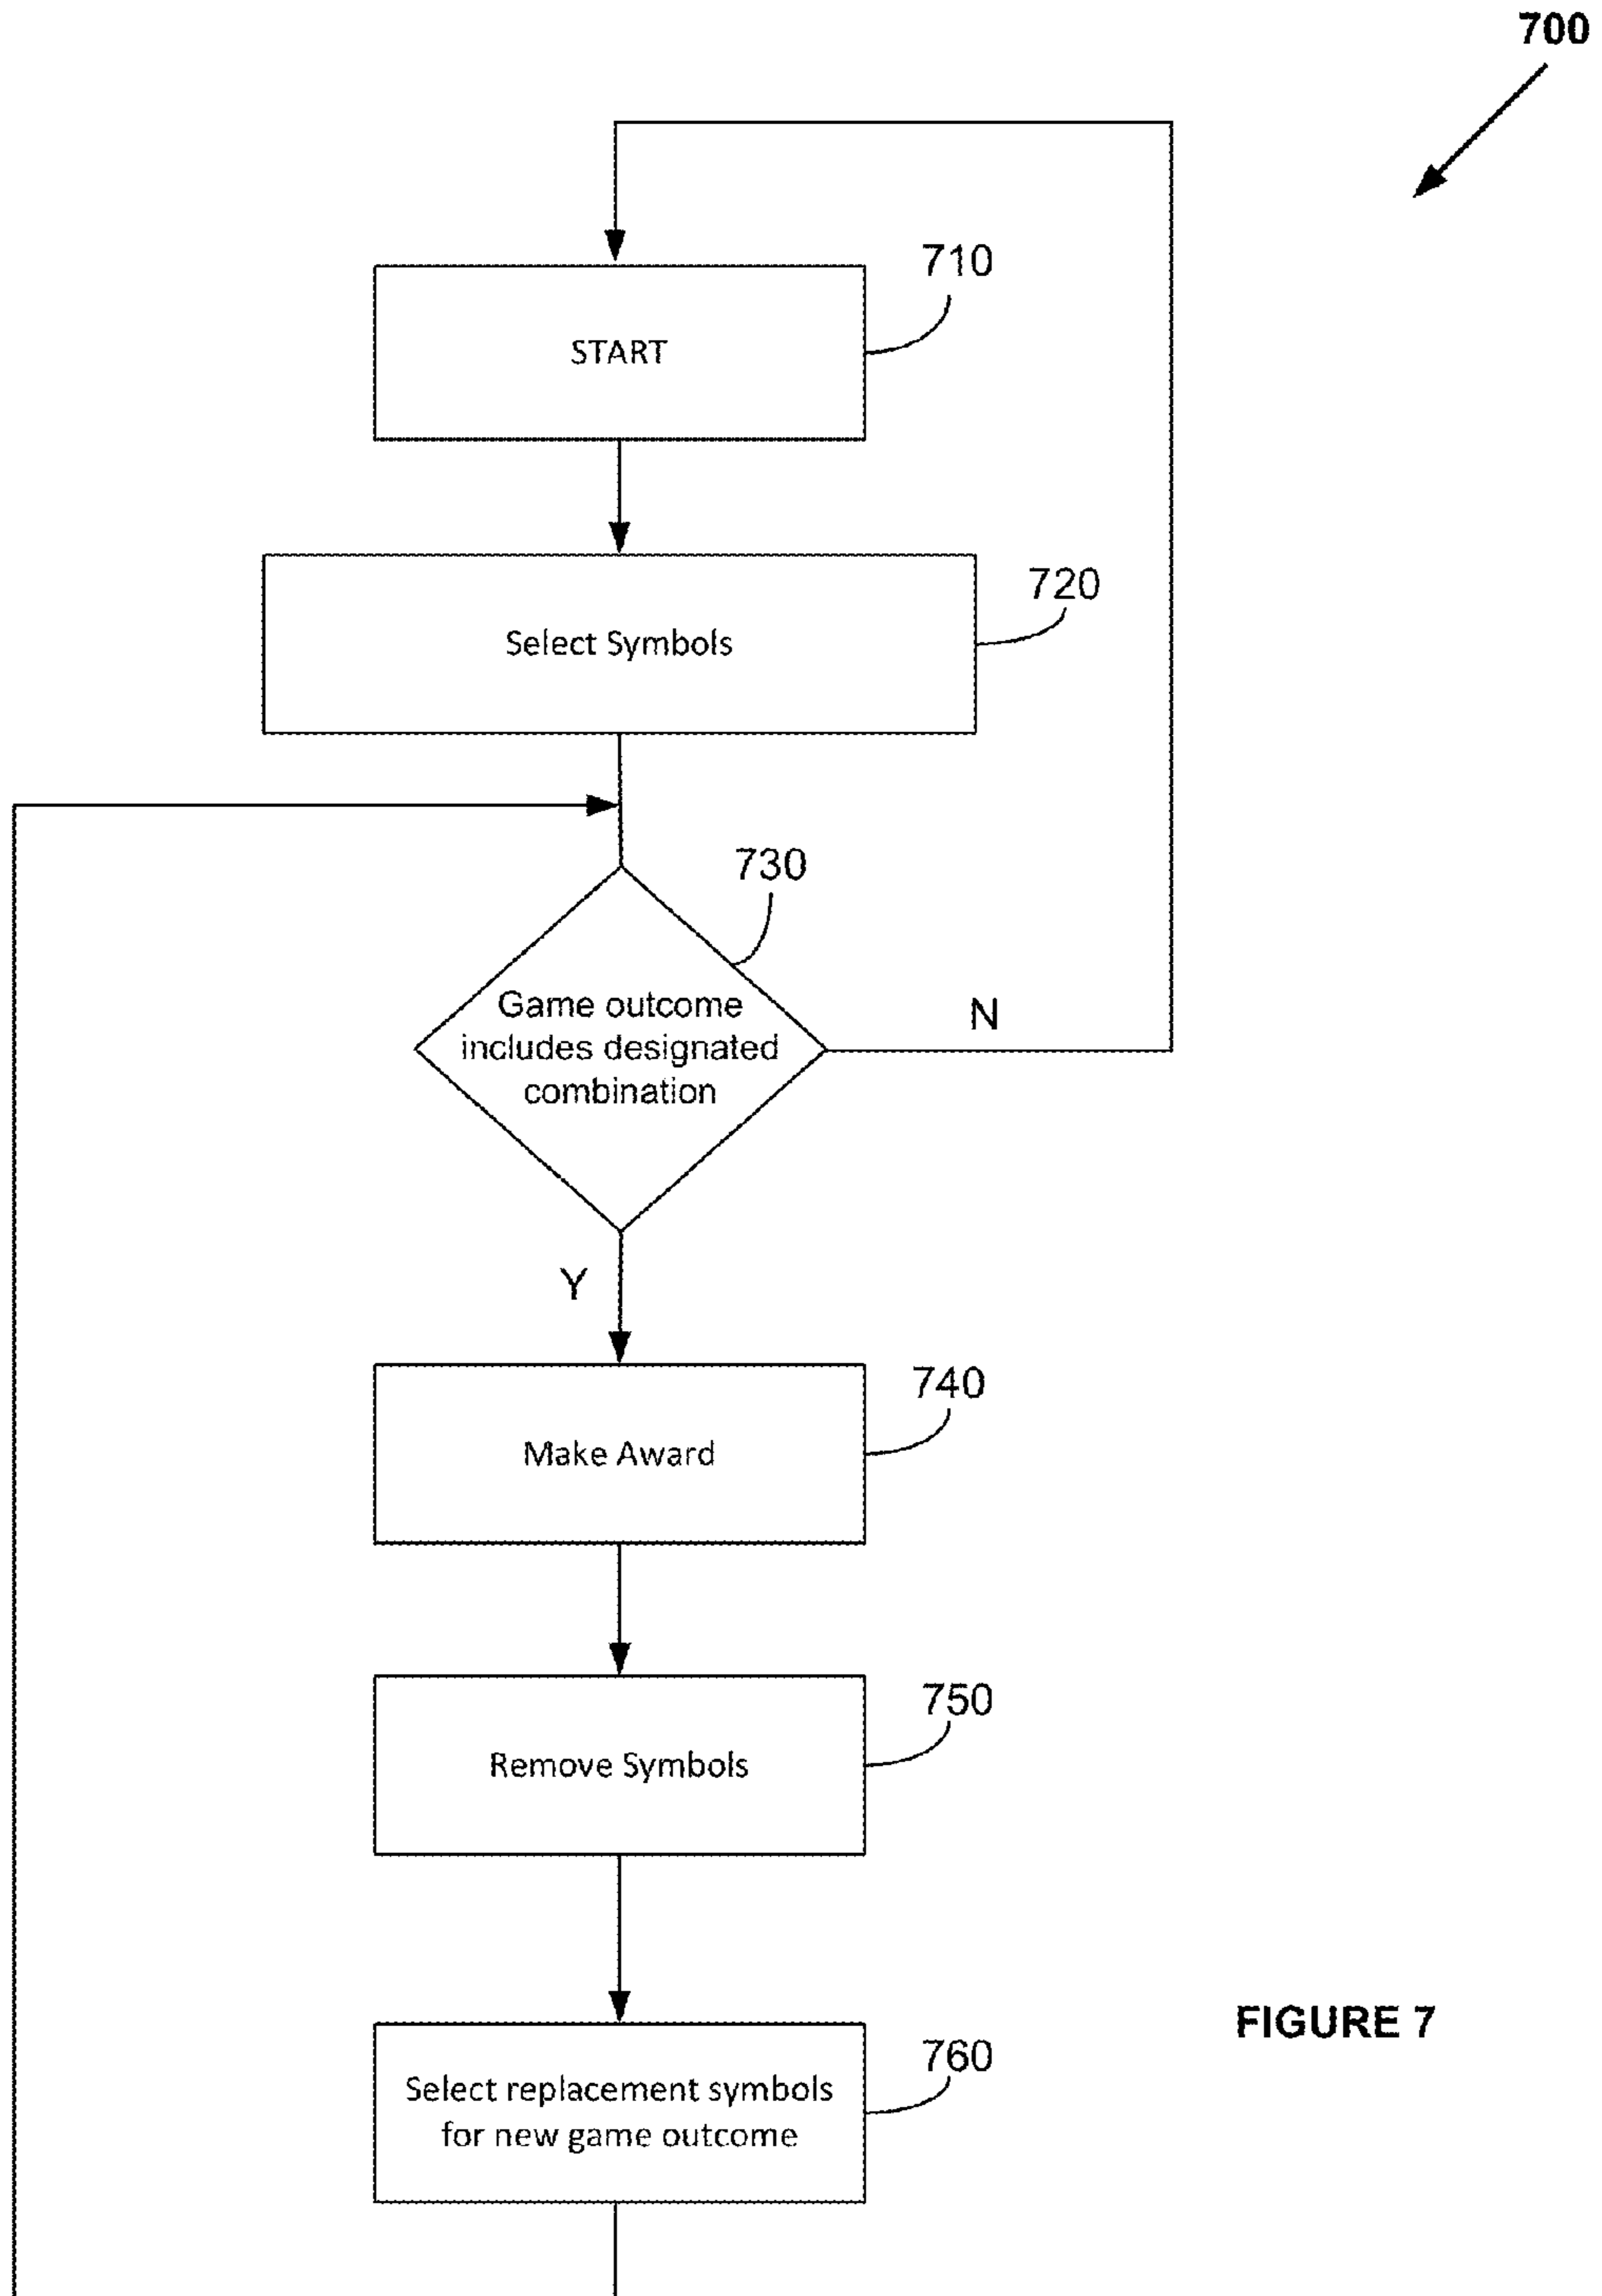 700
710
START
720
Select Symbols
730
Game outcome
includes designated
combination
N
Y
740
Make Award
750
Remove Symbols
760
Select replacement symbols
for new game outcome
FIGURE 7